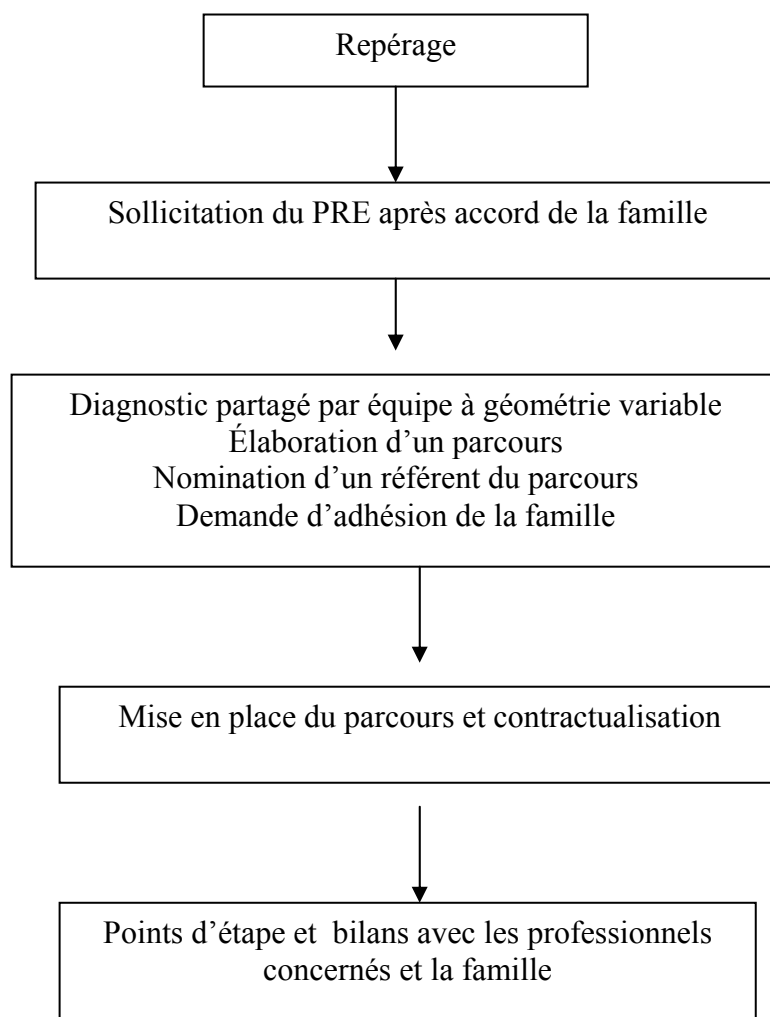 Repérage
Sollicitation du PRE après accord de la famille
Diagnostic partagé par équipe à géométrie variable
Élaboration d’un parcours
Nomination d’un référent du parcours
Demande d’adhésion de la famille
Mise en place du parcours et contractualisation
Points d’étape et  bilans avec les professionnels
concernés et la famille